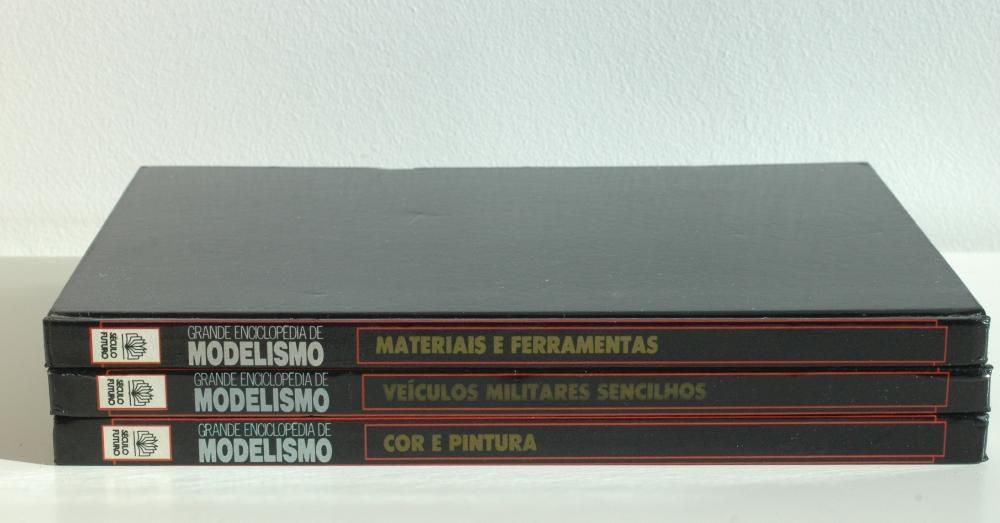 SÉCULO
FUTURO
GRANDE ENCICLOPÉDIA DE
MODELISMO
MATERIAIS E FERRAMENTAS
SÉCULO
FUTURO
GRANDE ENCICLOPÉDIA DE
MODELISMO
VEÍCULOS MILITARES SENCILHOS
SÉCULO
FUTURO
GRANDE ENCICLOPÉDIA DE
MODELISMO
COR E PINTURA